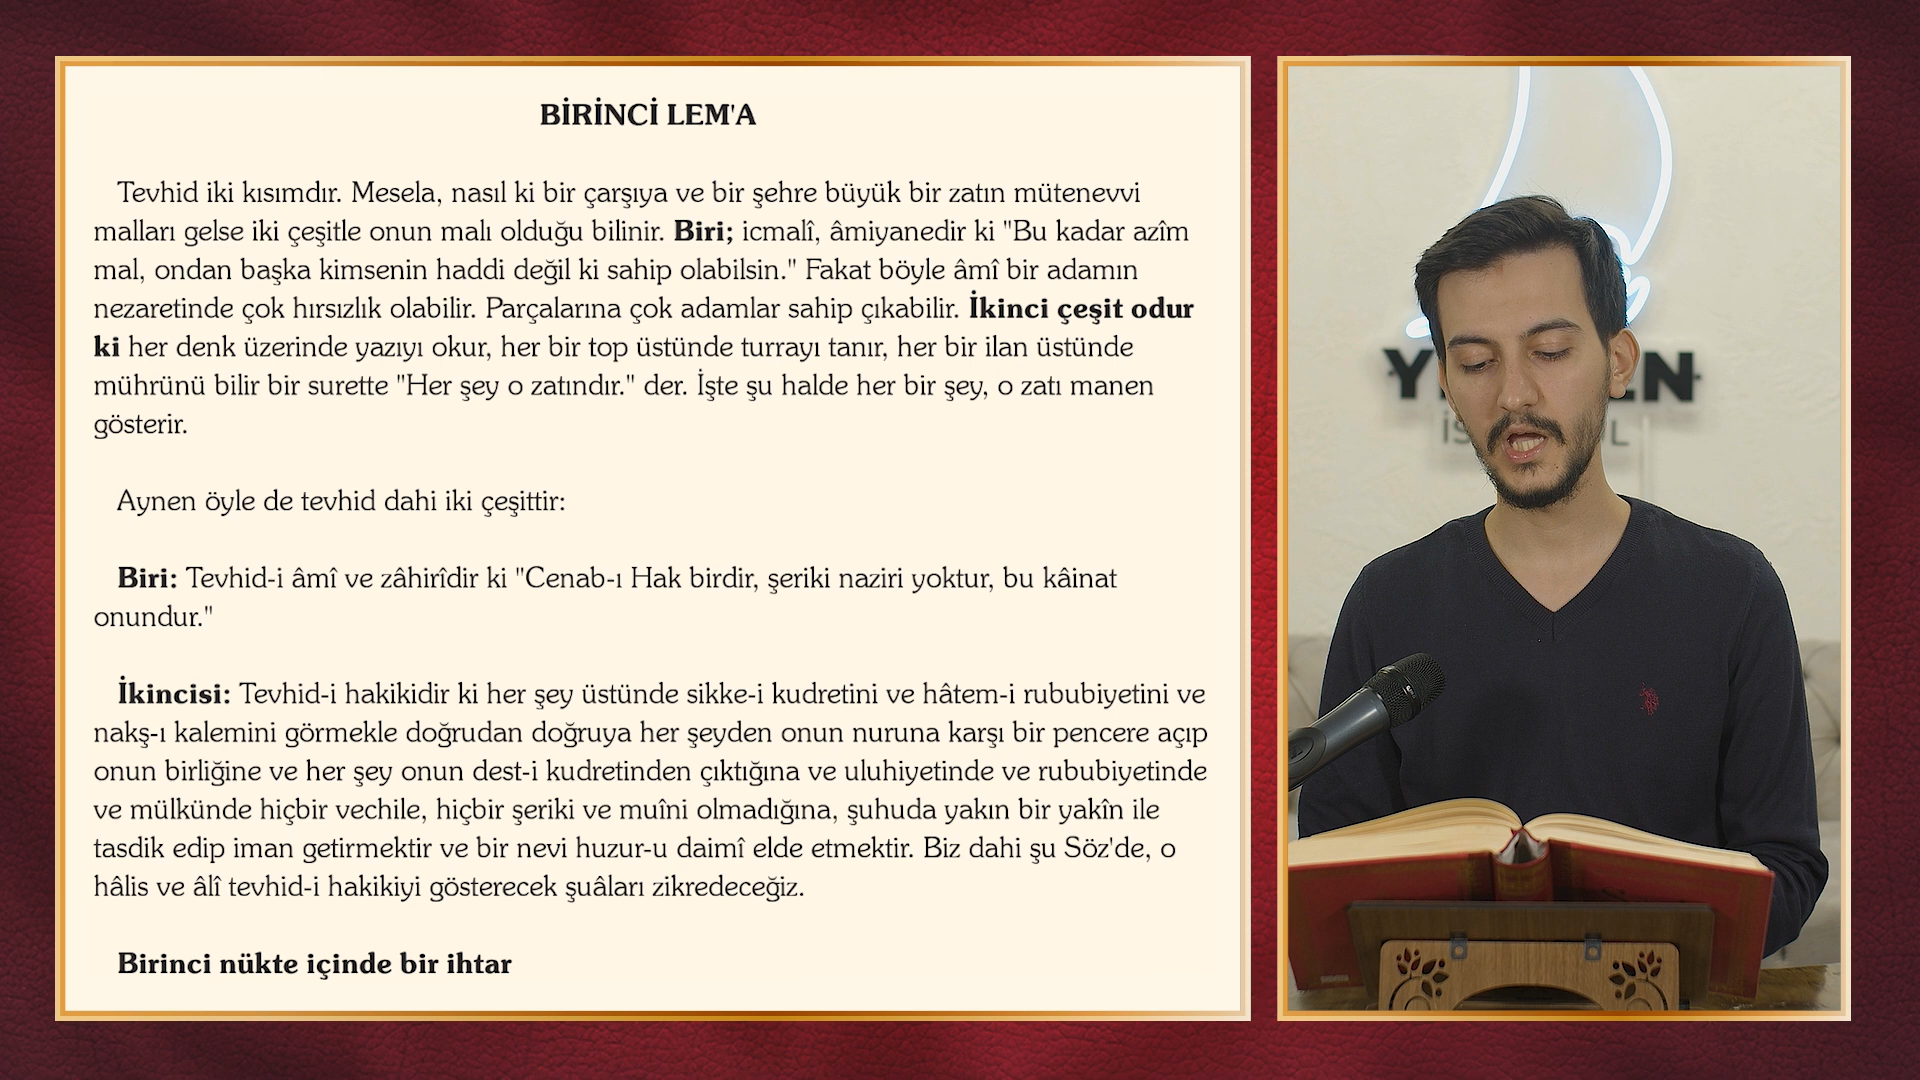 BİRİNCİ LEM'A
Tevhid iki kısımdır. Mesela, nasıl ki bir çarşıya ve bir şehre büyük bir zatın mütenevvi
malları gelse iki çeşitle onun malı olduğu bilinir. Biri; icmalî, âmiyanedir ki "Bu kadar azîm
mal, ondan başka kimsenin haddi değil ki sahip olabilsin." Fakat böyle âmî bir adamın
nezaretinde çok hırsızlık olabilir. Parçalarına çok adamlar sahip çıkabilir. İkinci çeşit odur
ki her denk üzerinde yazıyı okur, her bir top üstünde turrayı tanır, her bir ilan üstünde
mührünü bilir bir surette "Her şey o zatındır." der. İşte şu halde her bir şey, o zatı manen
gösterir.
Aynen öyle de tevhid dahi iki çeşittir:
Biri: Tevhid-i âmî ve zâhirîdir ki "Cenab-ı Hak birdir, şeriki naziri yoktur, bu kâinat
onundur."
İkincisi: Tevhid-i hakikidir ki her şey üstünde sikke-i kudretini ve hâtem-i rububiyetini ve
nakş-ı kalemini görmekle doğrudan doğruya her şeyden onun nuruna karşı bir pencere açıp
onun birliğine ve her şey onun dest-i kudretinden çıktığına ve uluhiyetinde ve rububiyetinde
ve mülkünde hiçbir vechile, hiçbir şeriki ve muîni olmadığına, şuhuda yakın bir yakîn ile
tasdik edip iman getirmektir ve bir nevi huzur-u daimî elde etmektir. Biz dahi şu Söz'de, o
hâlis ve âlî tevhid-i hakikiyi gösterecek şuâları zikredeceğiz.
Birinci nükte içinde bir ihtar